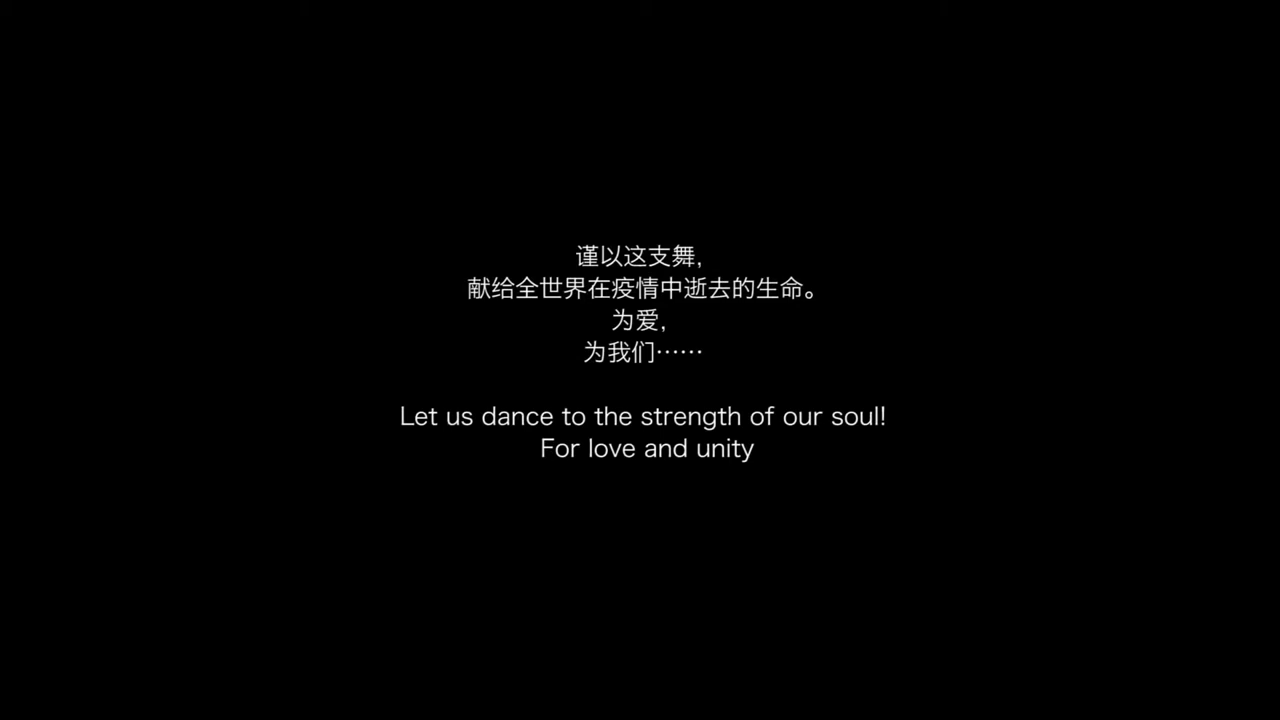 谨以这支舞,
献给全世界在疫情中逝去的生命。
为爱,
为我们……
Let us dance to the strength of our soul!
For love and unity